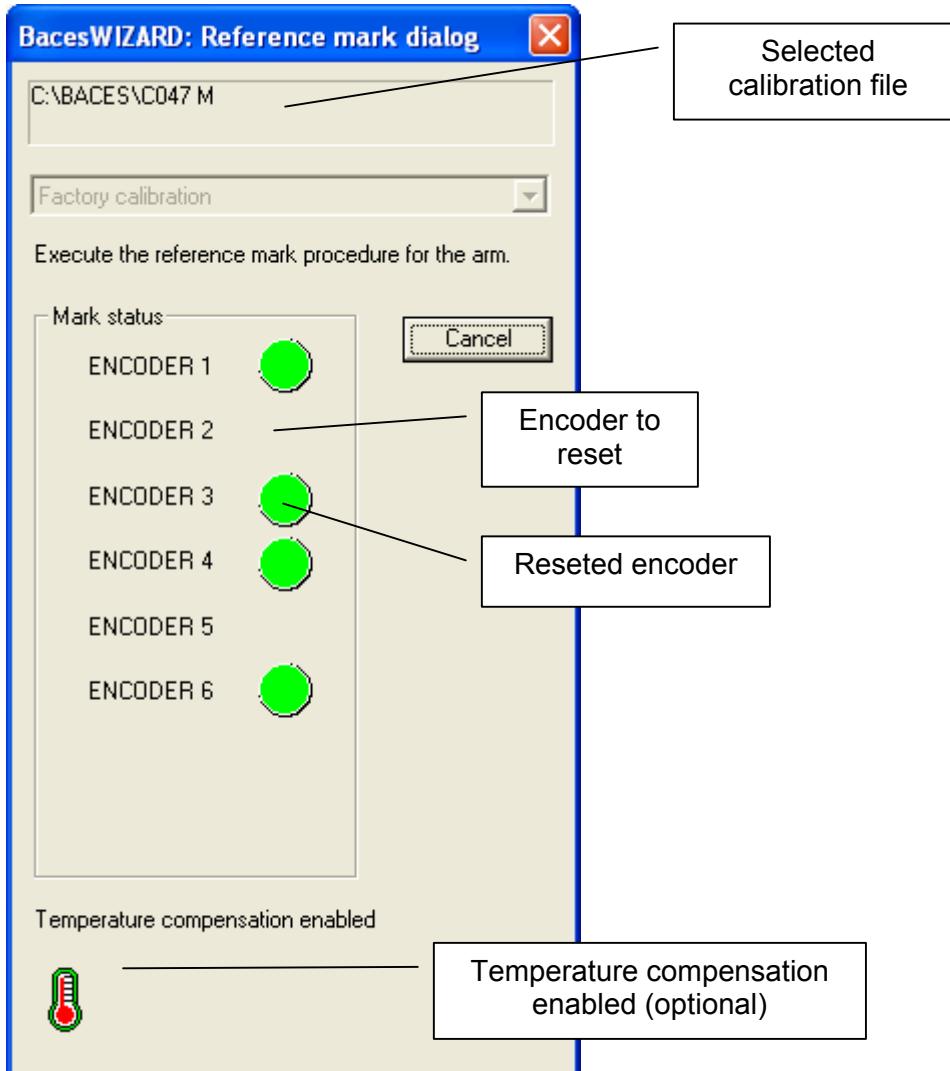 BacesWIZARD: Reference mark dialog
Selected
calibration file
C:\BACES\C047 M
Factory calibration
Execute the reference mark procedure for the arm.
Mark status
Cancel
ENCODER 1
ENCODER 2
Encoder to
reset
ENCODER 3
Reseted encoder
ENCODER 4
ENCODER 5
ENCODER 6
Temperature compensation enabled
Temperature compensation
enabled (optional)